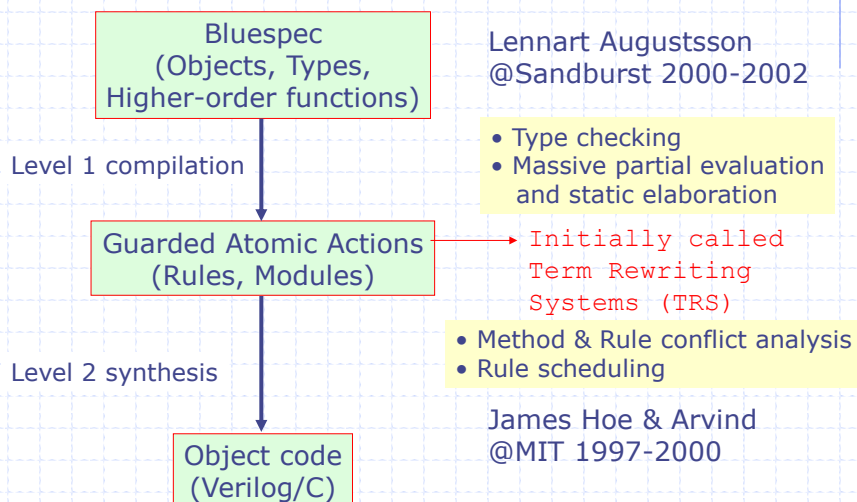 Bluespec
(Objects, Types,
Higher-order functions)
Lennart Augustsson
@Sandburst 2000-2002
Level 1 compilation
• Type checking
• Massive partial evaluation
and static elaboration
Guarded Atomic Actions
(Rules, Modules)
Initially called
Term Rewriting
Systems (TRS)
• Method & Rule conflict analysis
• Rule scheduling
Level 2 synthesis
James Hoe & Arvind
@MIT 1997-2000
Object code
(Verilog/C)